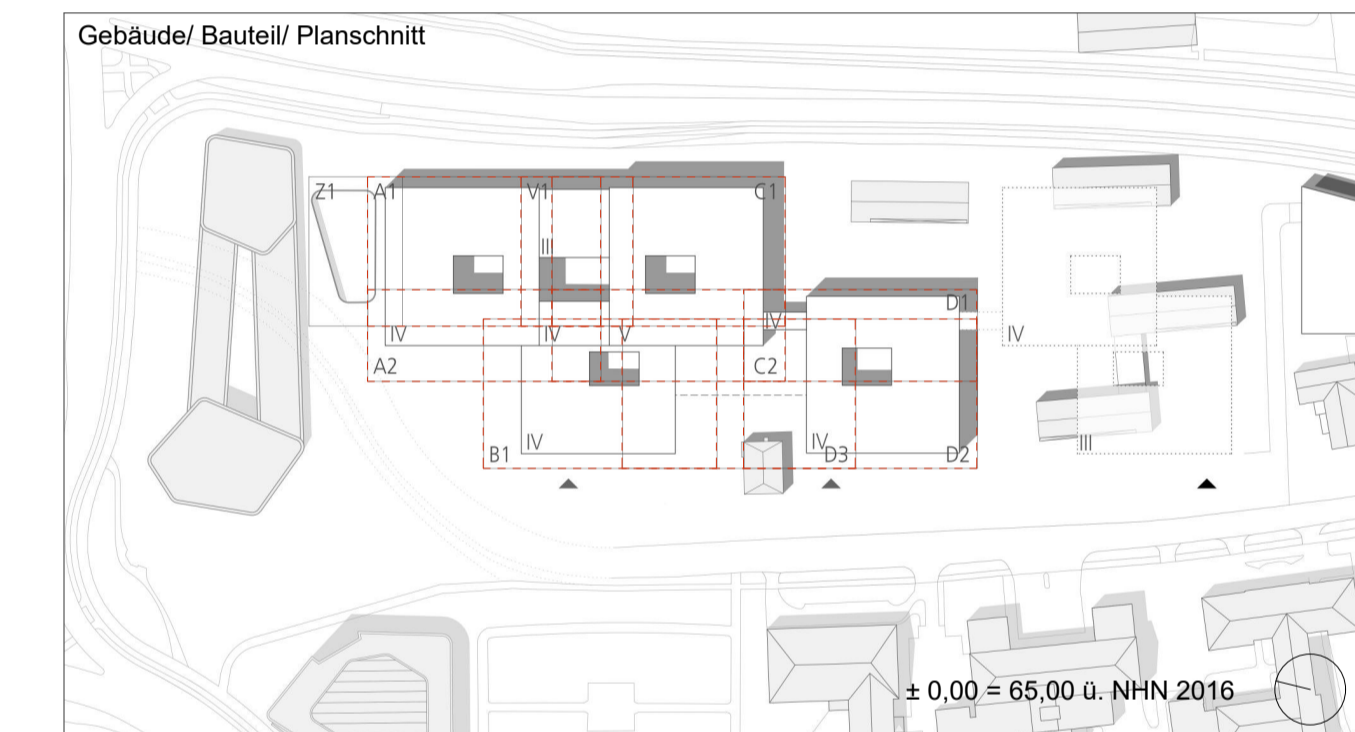 Gebäude/ Bauteil/ Planschnitt
Z1 A1 V1 C1
III
D1
IV IV V IV IV
A2 C2
B1 IV IV D3 D2 III
± 0,00 = 65,00 ü. NHN 2016